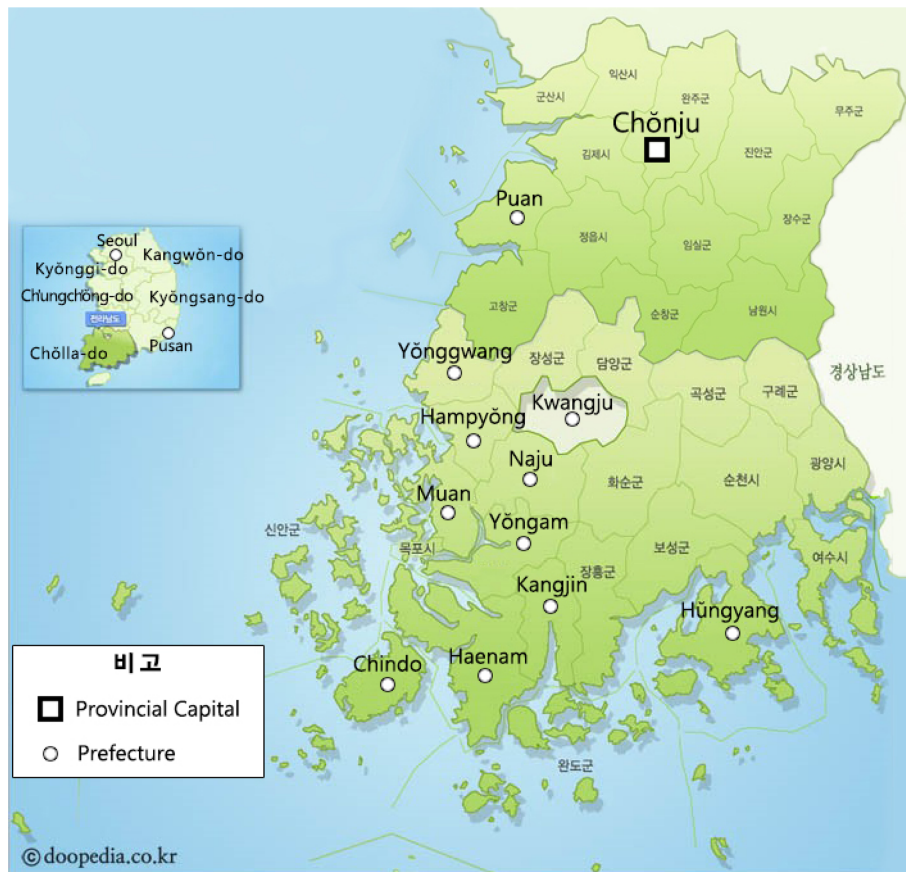 익산시
군산시
완주군
무주군
Chŏnju
김제시
진안군
Puan
장수군
정읍시
임실군
Seoul
Kangwŏn-do
Kyŏnggi-do
Ch'ungchŏng-do
Kyŏngsang-do
전라남도
Chŏlla-do
Pusan
고창군
순창군
남원시
Yŏnggwang
장성군
담양군
경상남도
곡성군
구례군
Kwangju
Hampyŏng
Naju
화순군
순천시
광양시
Muan
신안군
목포시
Yŏngam
보성군
여수시
장흥군
Kangjin
Hŭngyang
Chindo
Haenam
비고
Provincial Capital
Prefecture
완도군
©doopedia.co.kr